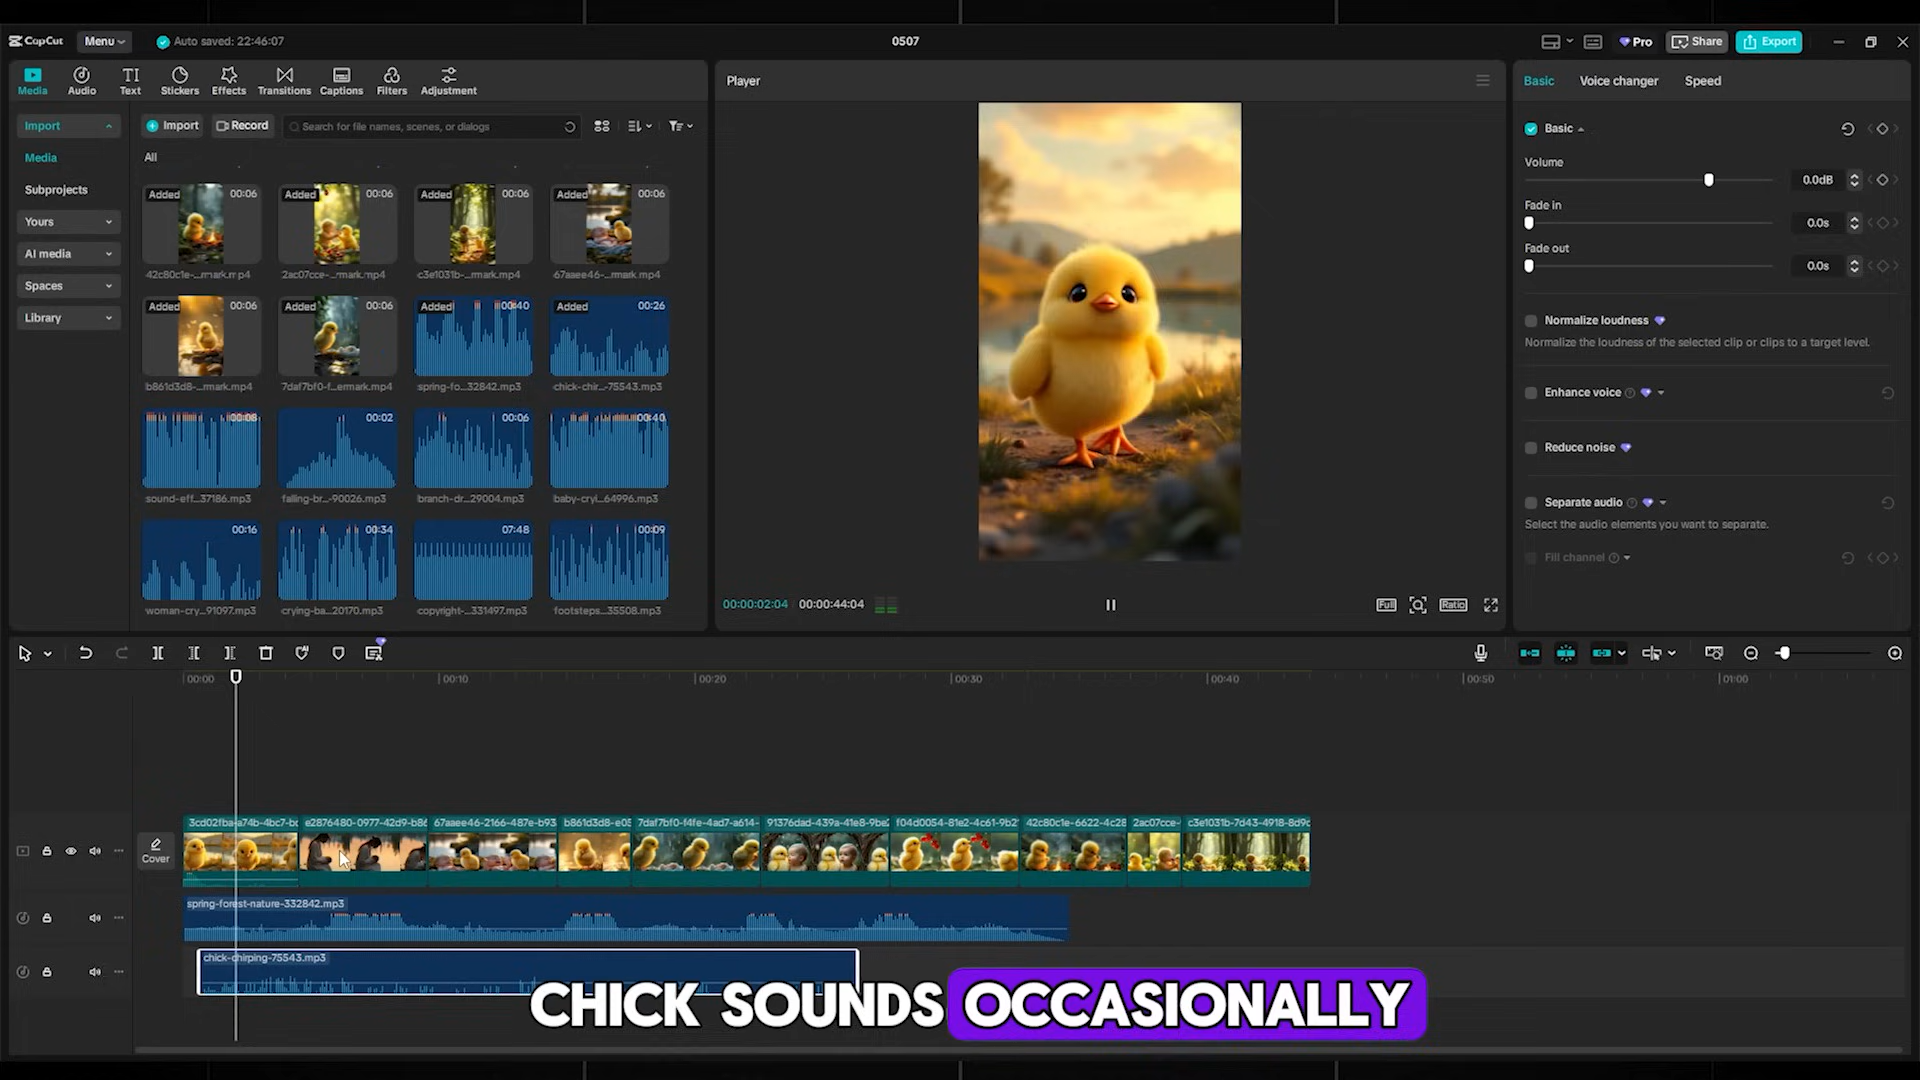 CapCut
Menu
Auto saved: 22:46:07
0507
Pro
Share
Export
Media
Audio
TI
Text
Stickers
Effects
Transitions
Captions
Filters
Adjustment
Import
Media
Subprojects
Yours
AI media
Spaces
Library
Import
Record
Search for file names, scenes, or dialogs
All
Added 00:06
Added 00:06
Added 00:06
Added 00:06
42c80c1e-...rmark.mp4
2ac07cce-...rmark.mp4
c3e1031b-...rmark.mp4
67aaee46-...rmark.mp4
Added 00:06
Added 00:06
Added 00:40
Added 00:26
b861d3d8-...rmark.mp4
7daf7bf0-f...ermark.mp4
spring-fo...32842.mp3
chick-chir...-75543.mp3
00:08
00:02
00:06
00:40
sound-eff...37186.mp3
falling-br...-90026.mp3
branch-dr...29004.mp3
baby-cryi...64996.mp3
00:16
00:34
07:48
00:09
woman-cry...91097.mp3
crying-ba...20170.mp3
copyright-...331497.mp3
footsteps...35508.mp3
Player
00:00:02:04
00:00:44:04
Full
Ratio
Basic
Voice changer
Speed
Basic
Volume
0.0dB
Fade in
0.0s
Fade out
0.0s
Normalize loudness
Normalize the loudness of the selected clip or clips to a target level.
Enhance voice
Reduce noise
Separate audio
Select the audio elements you want to separate.
Fill channel
00:00
00:10
00:20
00:30
00:40
00:50
01:00
Cover
3cd02fba-a74b-4bc7-bc
e2876480-0977-42d9-b86
67aaee46-2166-487e-b93
b861d3d8-e05
7daf7bf0-f4fe-4ad7-a614-
91376dad-439a-41e8-9be2
f04d0054-81e2-4c61-9b21
42c80c1e-6622-4c28
2ac07cce-
c3e1031b-7d43-4918-8d9c
spring-forest-nature-332842.mp3
chick-chirping-75543.mp3
CHICK SOUNDS OCCASIONALLY